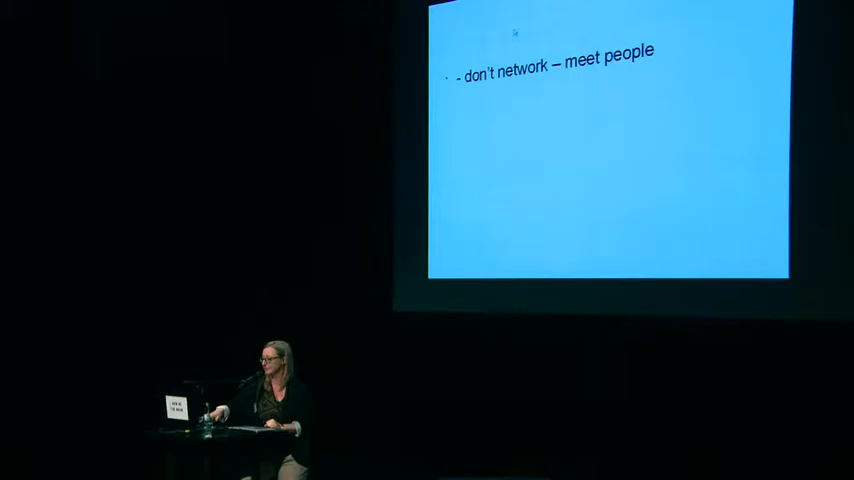 · - don't network – meet people